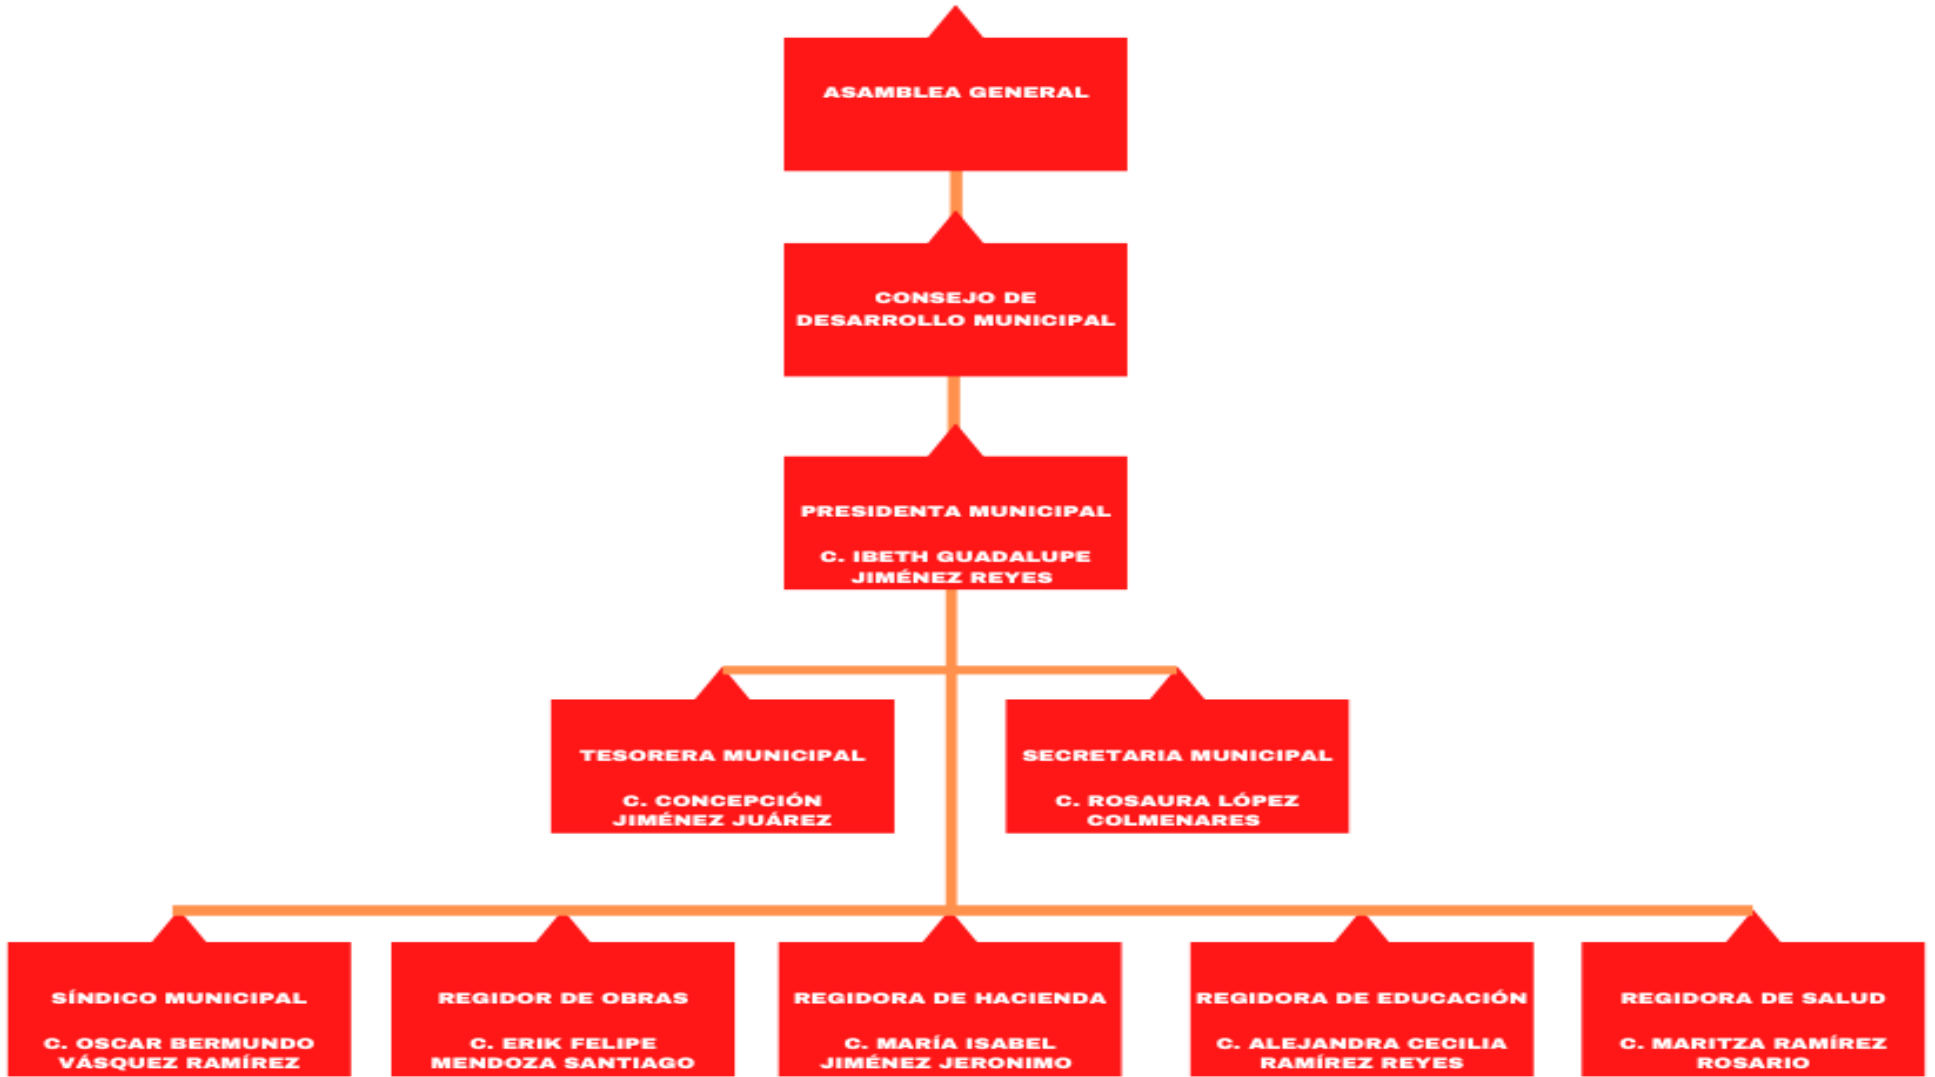 ASAMBLEA GENERAL
CONSEJO DE
DESARROLLO MUNICIPAL
PRESIDENTA MUNICIPAL
C. IBETH GUADALUPE
JIMÉNEZ REYES
TESORERA MUNICIPAL
C. CONCEPCIÓN
JIMÉNEZ JUÁREZ
SECRETARIA MUNICIPAL
C. ROSAURA LÓPEZ
COLMENARES
SÍNDICO MUNICIPAL
C. OSCAR BERMUNDO
VÁSQUEZ RAMÍREZ
REGIDOR DE OBRAS
C. ERIK FELIPE
MENDOZA SANTIAGO
REGIDORA DE HACIENDA
C. MARÍA ISABEL
JIMÉNEZ JERONIMO
REGIDORA DE EDUCACIÓN
C. ALEJANDRA CECILIA
RAMÍREZ REYES
REGIDORA DE SALUD
C. MARITZA RAMÍREZ
ROSARIO